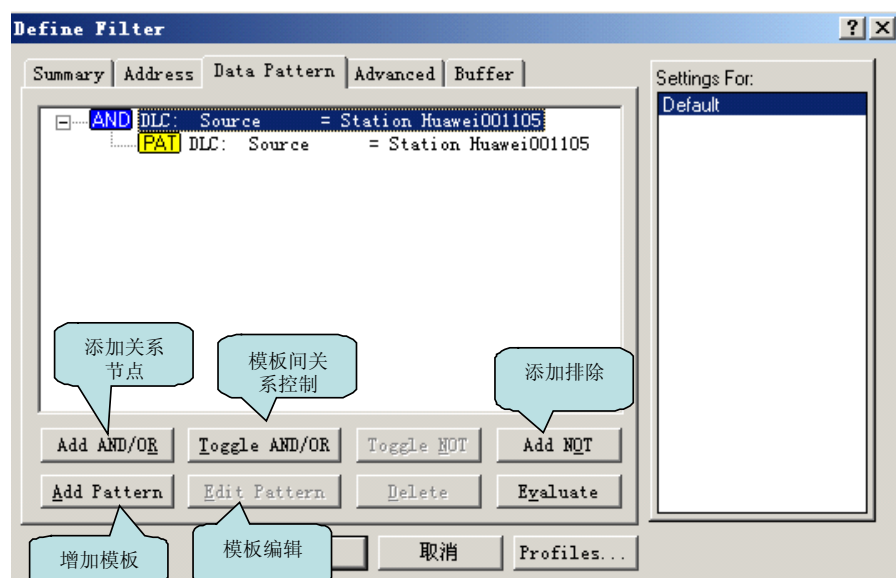 Define Filter
Summary Address Data Pattern Advanced Buffer
Settings For:
Default
AND DLC: Source = Station Huawei001105
PAT DLC: Source = Station Huawei001105
添加关系
节点
模板间关
系控制
添加排除
Add AND/OR Toggle AND/OR Toggle NOT Add NOT
Add Pattern Edit Pattern Delete Evaluate
增加模板
模板编辑
取消 Profiles...